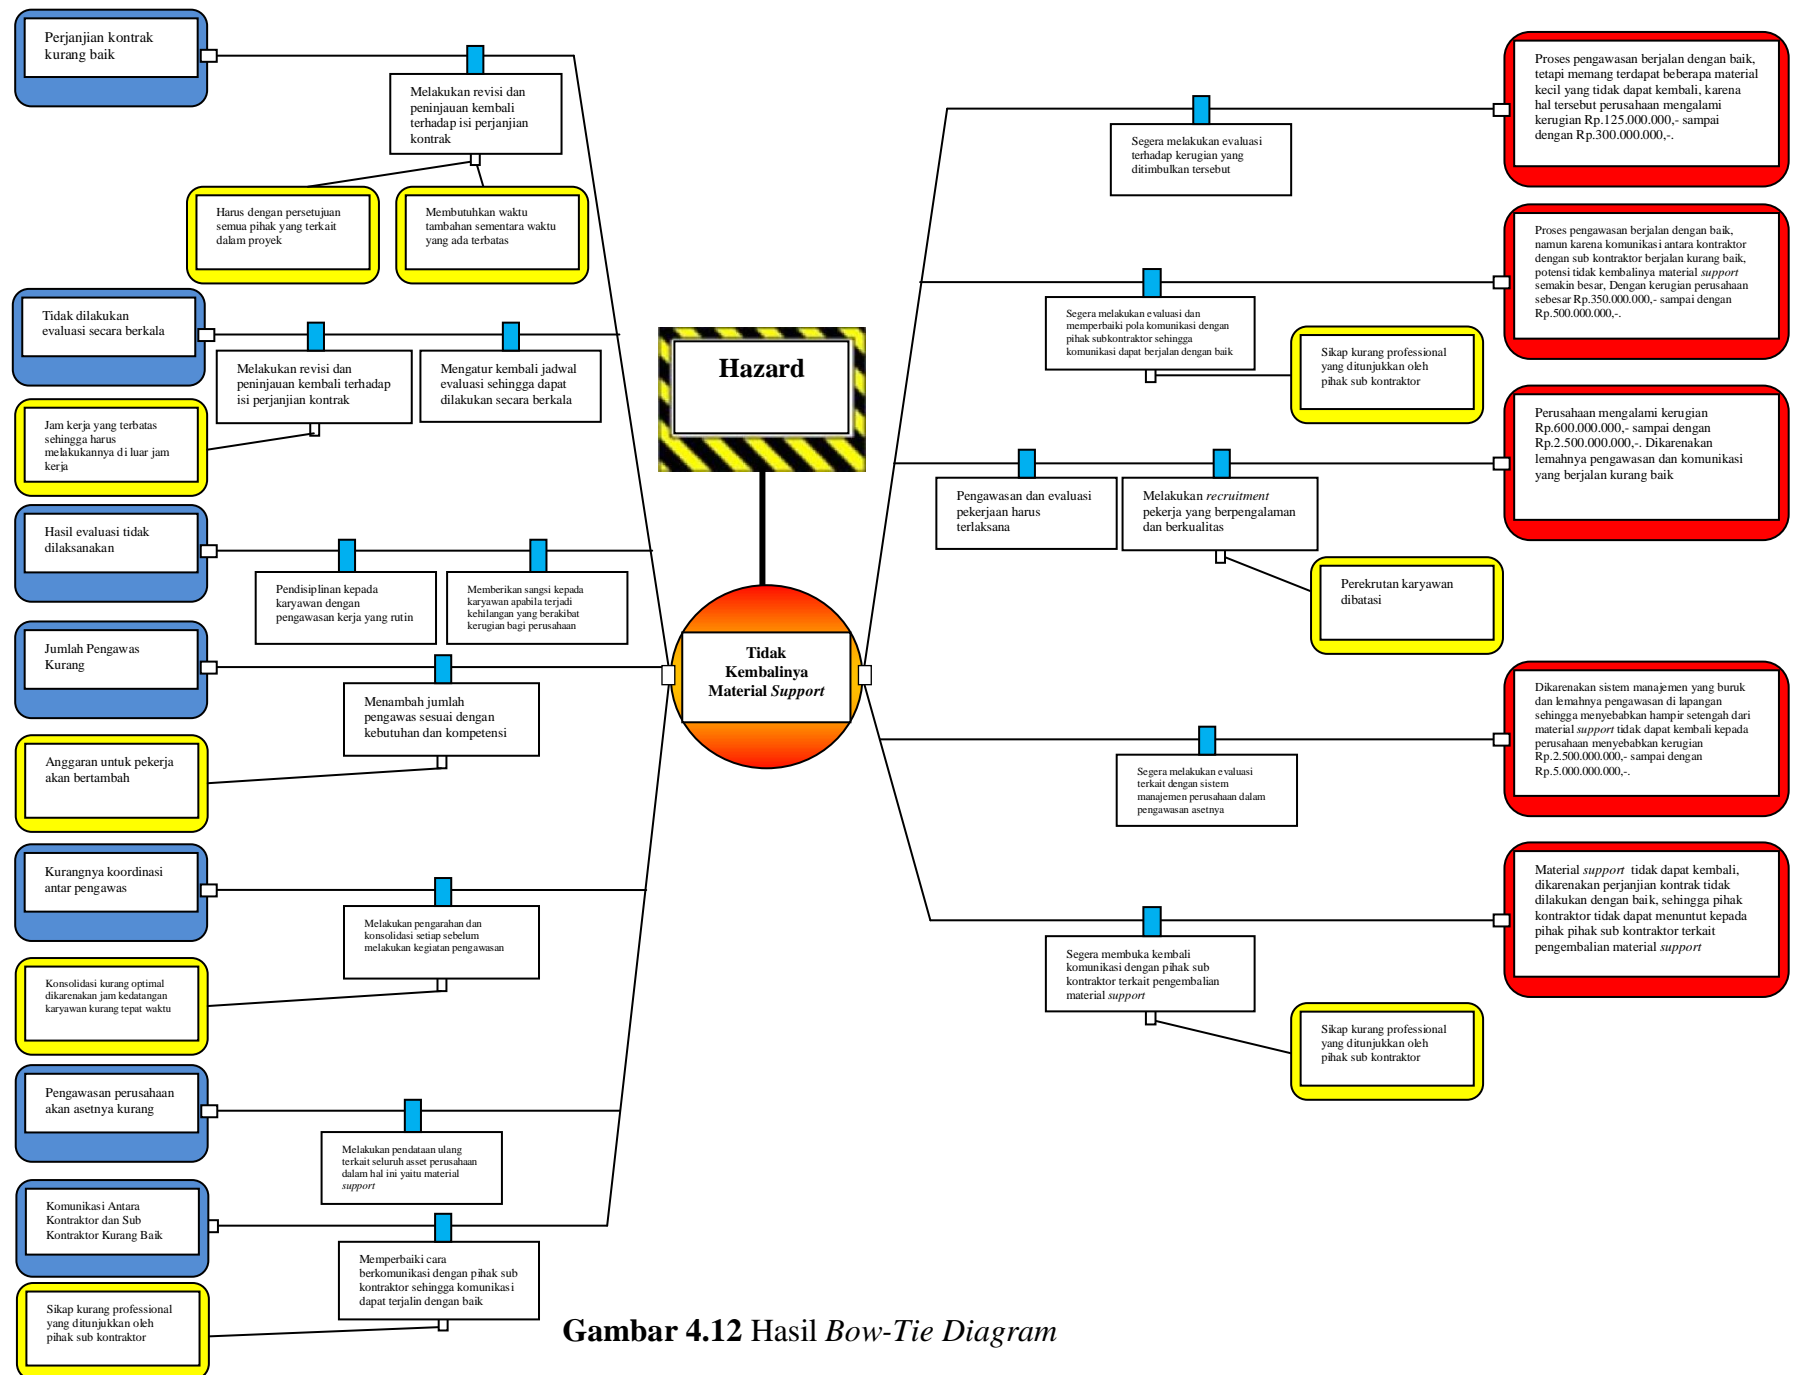 Perjanjian kontrak
kurang baik
Melakukan revisi dan
peninjauan kembali
terhadap isi perjanjian
kontrak
Harus dengan persetujuan
semua pihak yang terkait
dalam proyek
Membutuhkan waktu
tambahan sementara waktu
yang ada terbatas
Tidak dilakukan
evaluasi secara berkala
Melakukan revisi dan
peninjauan kembali terhadap
isi perjanjian kontrak
Mengatur kembali jadwal
evaluasi sehingga dapat
dilakukan secara berkala
Jam kerja yang terbatas
sehingga harus
melakukannya di luar jam
kerja
Hasil evaluasi tidak
dilaksanakan
Pendisiplinan kepada
karyawan dengan
pengawasan kerja yang rutin
Memberikan sangsi kepada
karyawan apabila terjadi
kehilangan yang berakibat
kerugian bagi perusahaan
Jumlah Pengawas
Kurang
Menambah jumlah
pengawas sesuai dengan
kebutuhan dan kompetensi
Anggaran untuk pekerja
akan bertambah
Kurangnya koordinasi
antar pengawas
Melakukan pengarahan dan
konsolidasi setiap sebelum
melakukan kegiatan pengawasan
Konsolidasi kurang optimal
dikarenakan jam kedatangan
karyawan kurang tepat waktu
Pengawasan perusahaan
akan asetnya kurang
Melakukan pendataan ulang
terkait seluruh asset perusahaan
dalam hal ini yaitu material
support
Komunikasi Antara
Kontraktor dan Sub
Kontraktor Kurang Baik
Memperbaiki cara
berkomunikasi dengan pihak sub
kontraktor sehingga komunikasi
dapat terjalin dengan baik
Sikap kurang professional
yang ditunjukkan oleh
pihak sub kontraktor
Hazard
Tidak
Kembalinya
Material Support
Segera melakukan evaluasi
terhadap kerugian yang
ditimbulkan tersebut
Proses pengawasan berjalan dengan baik,
tetapi memang terdapat beberapa material
kecil yang tidak dapat kembali, karena
hal tersebut perusahaan mengalami
kerugian Rp.125.000.000,- sampai
dengan Rp.300.000.000,-.
Segera melakukan evaluasi dan
memperbaiki pola komunikasi dengan
pihak subkontraktor sehingga
komunikasi dapat berjalan dengan baik
Sikap kurang professional
yang ditunjukkan oleh
pihak sub kontraktor
Proses pengawasan berjalan dengan baik,
namun karena komunikasi antara kontraktor
dengan sub kontraktor berjalan kurang baik,
potensi tidak kembalinya material support
semakin besar, Dengan kerugian perusahaan
sebesar Rp.350.000.000,- sampai dengan
Rp.500.000.000,-.
Pengawasan dan evaluasi
pekerjaan harus
terlaksana
Melakukan recruitment
pekerja yang berpengalaman
dan berkualitas
Perekrutan karyawan
dibatasi
Perusahaan mengalami kerugian
Rp.600.000.000,- sampai dengan
Rp.2.500.000.000,-. Dikarenakan
lemahnya pengawasan dan komunikasi
yang berjalan kurang baik
Segera melakukan evaluasi
terkait dengan sistem
manajemen perusahaan dalam
pengawasan asetnya
Dikarenakan sistem manajemen yang buruk
dan lemahnya pengawasan di lapangan
sehingga menyebabkan hampir setengah dari
material support tidak dapat kembali kepada
perusahaan menyebabkan kerugian
Rp.2.500.000.000,- sampai dengan
Rp.5.000.000.000,-.
Segera membuka kembali
komunikasi dengan pihak sub
kontraktor terkait pengembalian
material support
Sikap kurang professional
yang ditunjukkan oleh
pihak sub kontraktor
Material support tidak dapat kembali,
dikarenakan perjanjian kontrak tidak
dilakukan dengan baik, sehingga pihak
kontraktor tidak dapat menuntut kepada
pihak pihak sub kontraktor terkait
pengembalian material support
Gambar 4.12 Hasil Bow-Tie Diagram